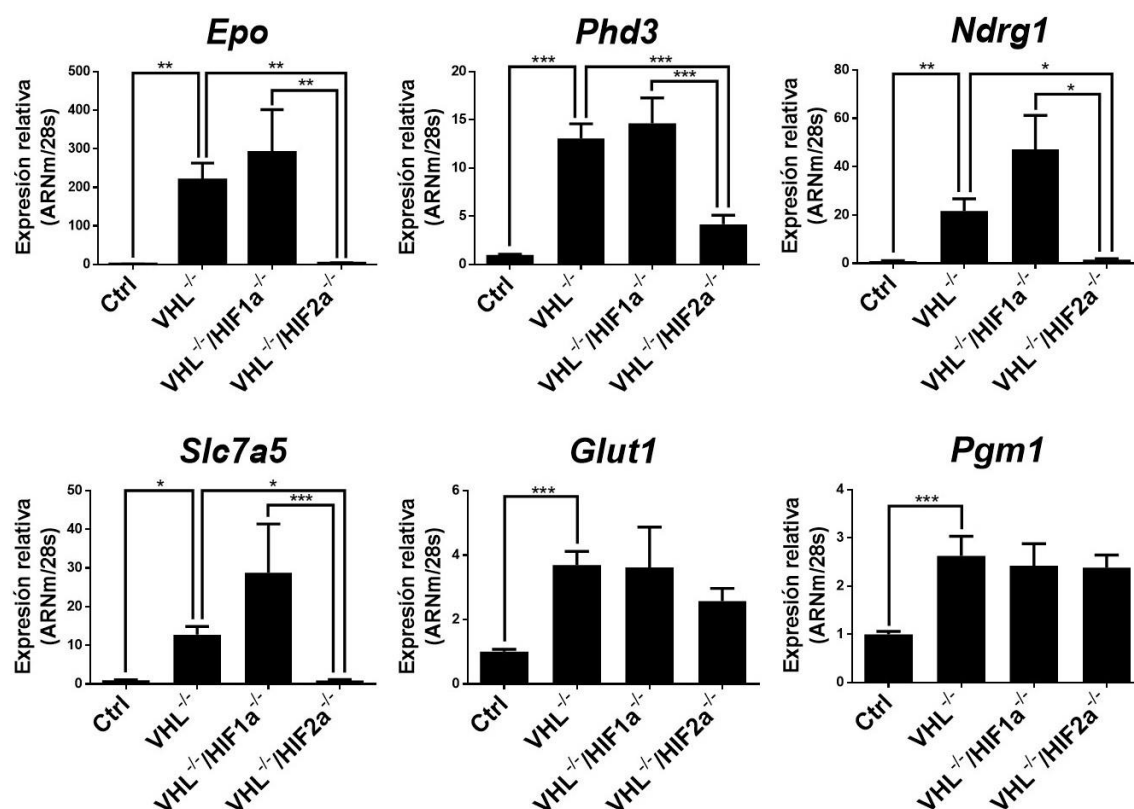 Epo
Expresión relativa
(ARNm/28s)
500
400
300
200
100
0
**
**
**
Ctrl
VHL-/-
VHL-/-/HIF1a-/-
VHL-/-/HIF2a-/-
Phd3
Expresión relativa
(ARNm/28s)
20
15
10
5
0
***
***
***
Ctrl
VHL-/-
VHL-/-/HIF1a-/-
VHL-/-/HIF2a-/-
Ndrg1
Expresión relativa
(ARNm/28s)
80
60
40
20
0
**
*
*
Ctrl
VHL-/-
VHL-/-/HIF1a-/-
VHL-/-/HIF2a-/-
Slc7a5
Expresión relativa
(ARNm/28s)
50
40
30
20
10
0
*
*
***
Ctrl
VHL-/-
VHL-/-/HIF1a-/-
VHL-/-/HIF2a-/-
Glut1
Expresión relativa
(ARNm/28s)
6
4
2
0
***
Ctrl
VHL-/-
VHL-/-/HIF1a-/-
VHL-/-/HIF2a-/-
Pgm1
Expresión relativa
(ARNm/28s)
4
3
2
1
0
***
Ctrl
VHL-/-
VHL-/-/HIF1a-/-
VHL-/-/HIF2a-/-